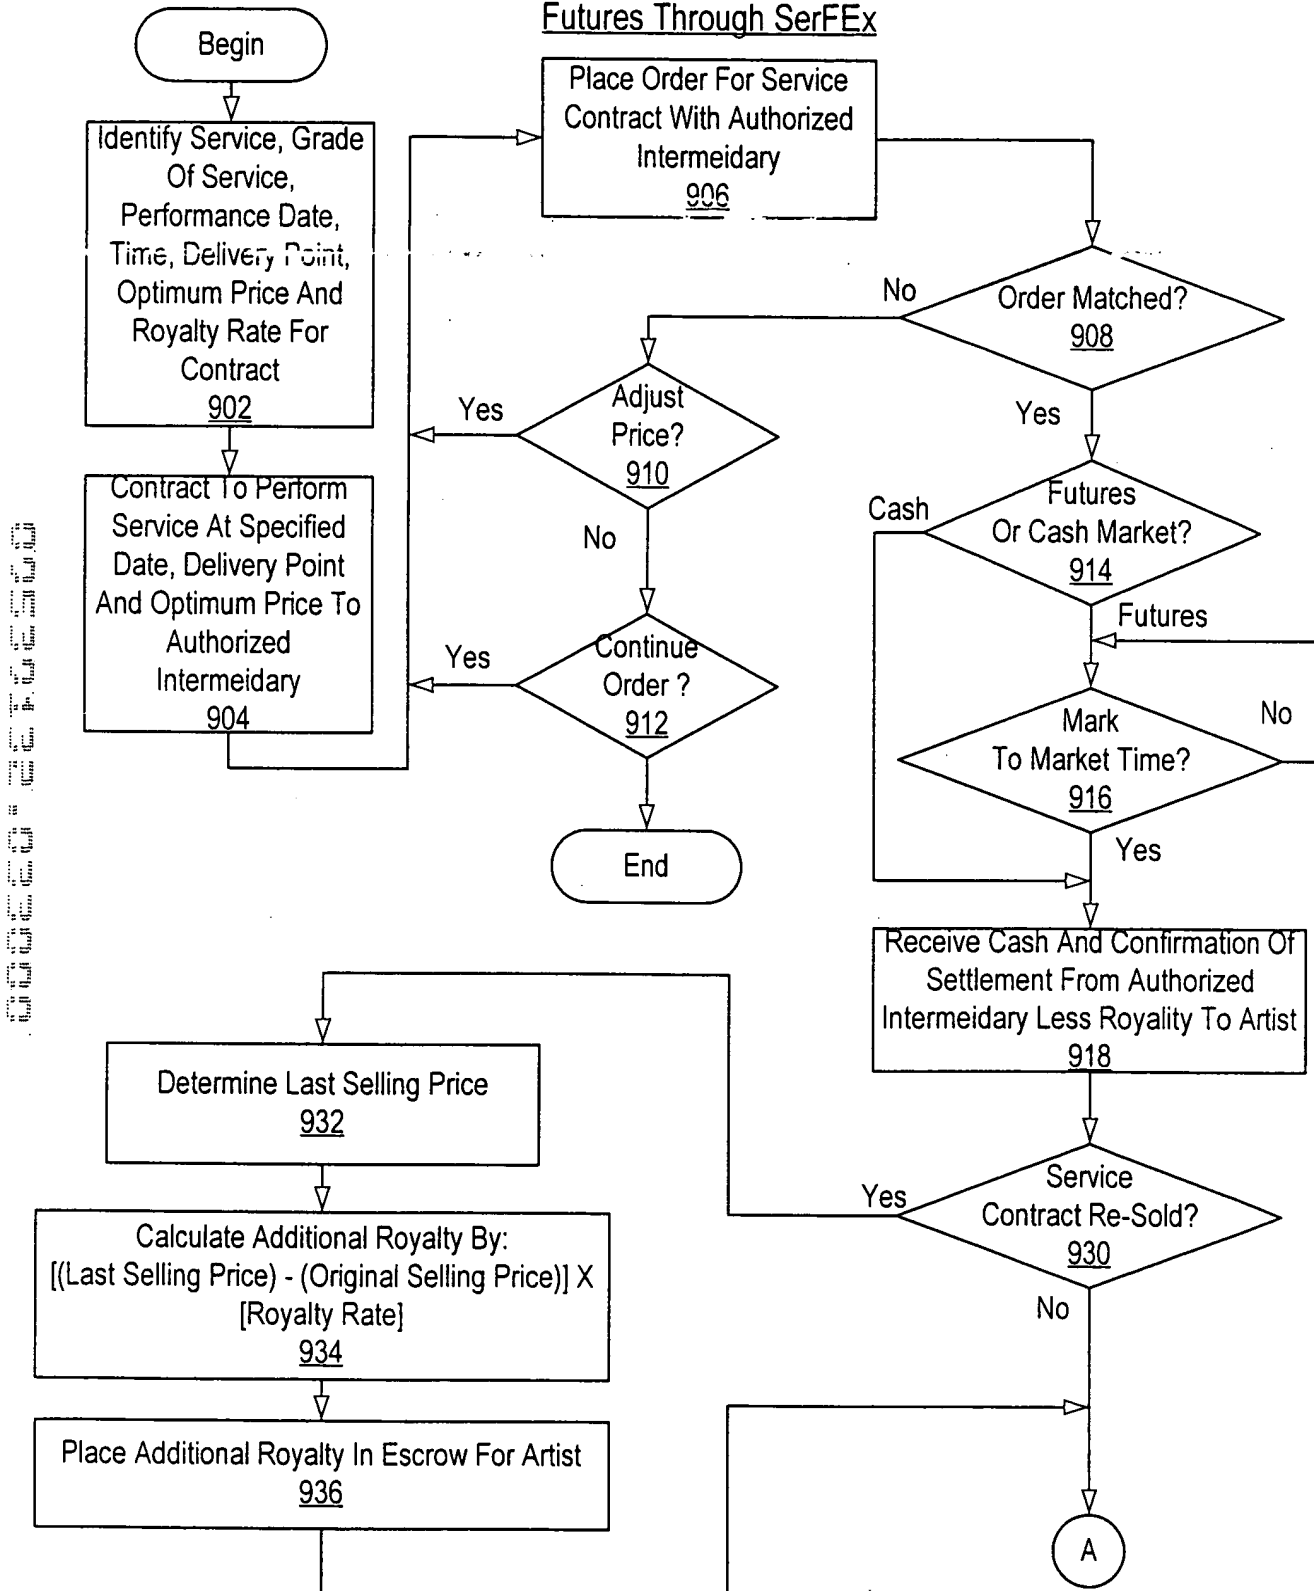 Futures Through SerFEx
Begin
Identify Service, Grade
Of Service,
Performance Date,
Time, Delivery Point,
Optimum Price And
Royalty Rate For
Contract
902
Contract To Perform
Service At Specified
Date, Delivery Point
And Optimum Price To
Authorized
Intermeidary
904
Place Order For Service
Contract With Authorized
Intermeidary
906
Order Matched?
908
No
Yes
Adjust
Price?
910
Yes
No
Continue
Order ?
912
Yes
End
Futures
Or Cash Market?
914
Cash
Futures
Mark
To Market Time?
916
No
Yes
Receive Cash And Confirmation Of
Settlement From Authorized
Intermeidary Less Royality To Artist
918
Service
Contract Re-Sold?
930
Yes
No
Determine Last Selling Price
932
Calculate Additional Royalty By:
[(Last Selling Price) - (Original Selling Price)] X
[Royalty Rate]
934
Place Additional Royalty In Escrow For Artist
936
A